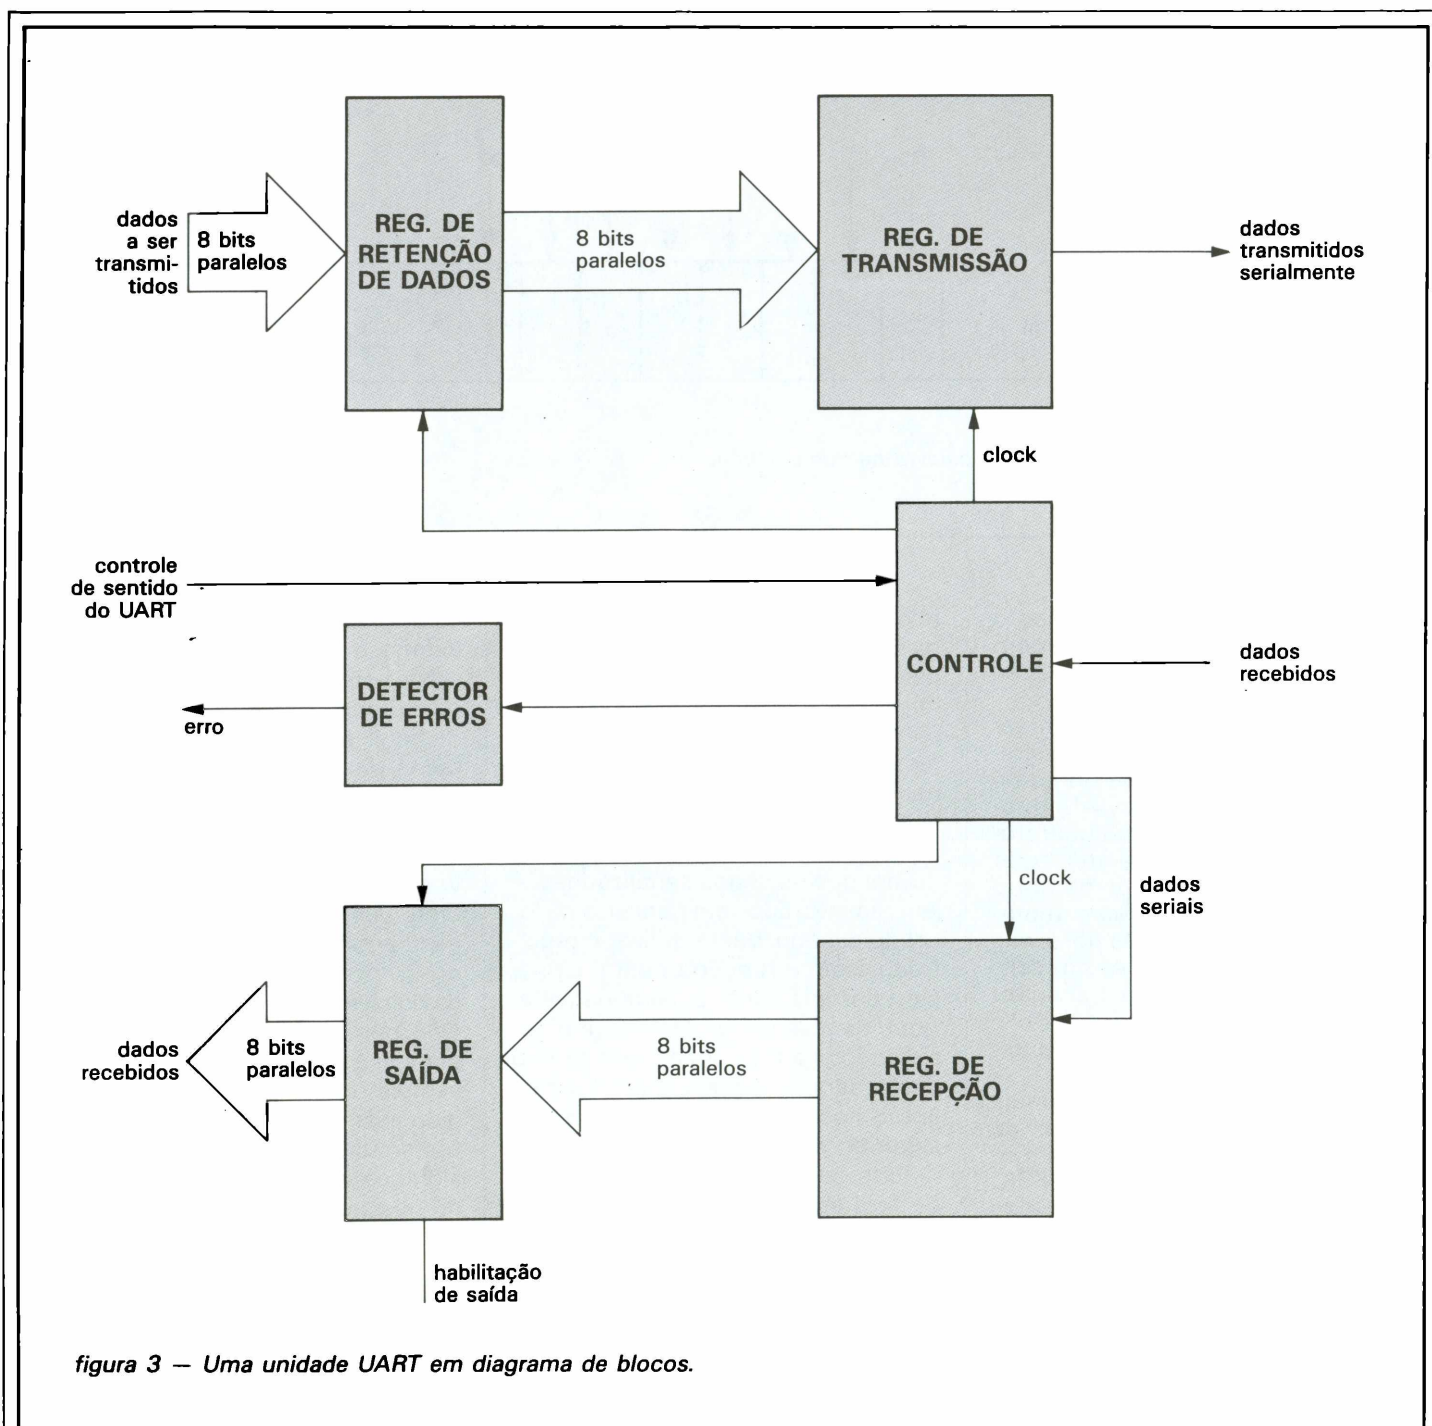 dados
a ser
transmi-
tidos
8 bits
paralelos
REG. DE
RETENÇÃO
DE DADOS
8 bits
paralelos
REG. DE
TRANSMISSÃO
dados
transmitidos
serialmente
clock
controle
de sentido
do UART
CONTROLE
dados
recebidos
DETECTOR
DE ERROS
erro
clock
dados
seriais
dados
recebidos
8 bits
paralelos
REG. DE
SAÍDA
8 bits
paralelos
REG. DE
RECEPÇÃO
habilitação
de saída
figura 3 — Uma unidade UART em diagrama de blocos.